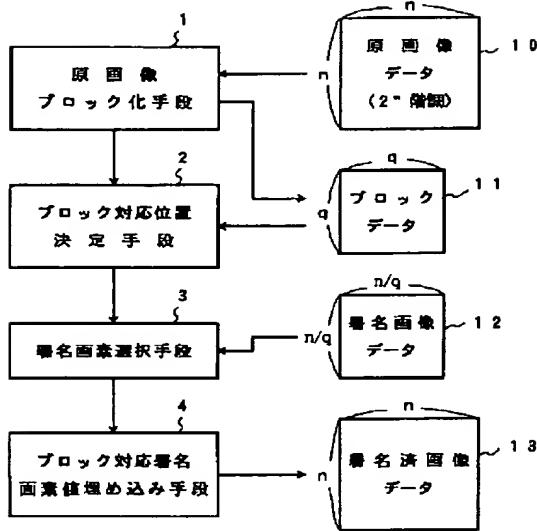 1
原画像
ブロック化手段
n
n
原画像
データ
(2ᵐ階調)
10
2
ブロック対応位置
決定手段
q
q
ブロック
データ
11
3
署名画素選択手段
n/q
n/q
署名画像
データ
12
4
ブロック対応署名
画素値埋め込み手段
n
n
署名済画像
データ
13